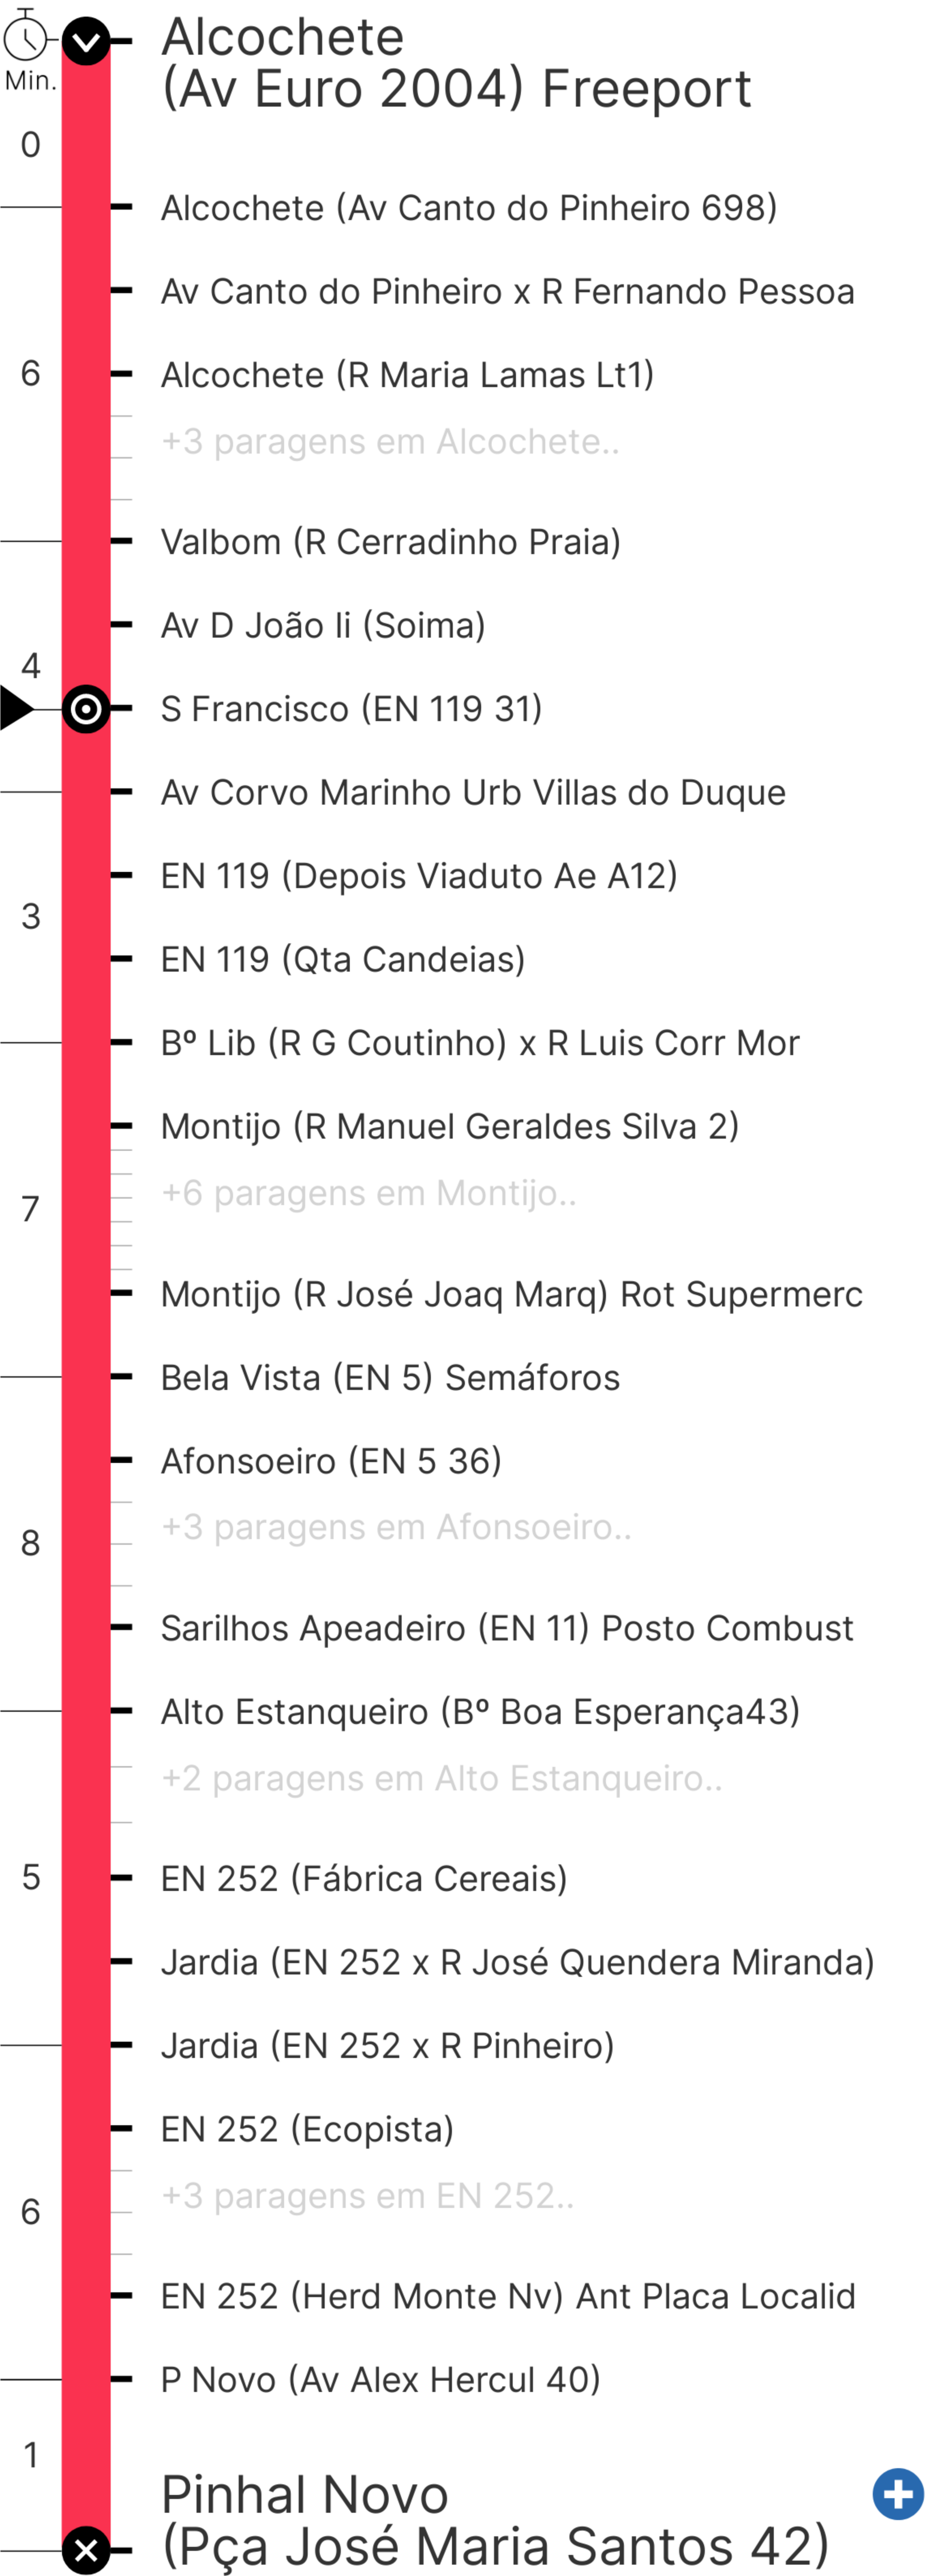 Min.
Alcochete
(Av Euro 2004) Freeport
0
Alcochete (Av Canto do Pinheiro 698)
Av Canto do Pinheiro x R Fernando Pessoa
6
Alcochete (R Maria Lamas Lt1)
+3 paragens em Alcochete..
Valbom (R Cerradinho Praia)
Av D João Ii (Soima)
4
S Francisco (EN 119 31)
Av Corvo Marinho Urb Villas do Duque
EN 119 (Depois Viaduto Ae A12)
3
EN 119 (Qta Candeias)
Bº Lib (R G Coutinho) x R Luis Corr Mor
Montijo (R Manuel Geraldes Silva 2)
+6 paragens em Montijo..
7
Montijo (R José Joaq Marq) Rot Supermerc
Bela Vista (EN 5) Semáforos
Afonsoeiro (EN 5 36)
+3 paragens em Afonsoeiro..
8
Sarilhos Apeadeiro (EN 11) Posto Combust
Alto Estanqueiro (Bº Boa Esperança43)
+2 paragens em Alto Estanqueiro..
5
EN 252 (Fábrica Cereais)
Jardia (EN 252 x R José Quendera Miranda)
Jardia (EN 252 x R Pinheiro)
EN 252 (Ecopista)
+3 paragens em EN 252..
6
EN 252 (Herd Monte Nv) Ant Placa Localid
P Novo (Av Alex Hercul 40)
1
Pinhal Novo
(Pça José Maria Santos 42)